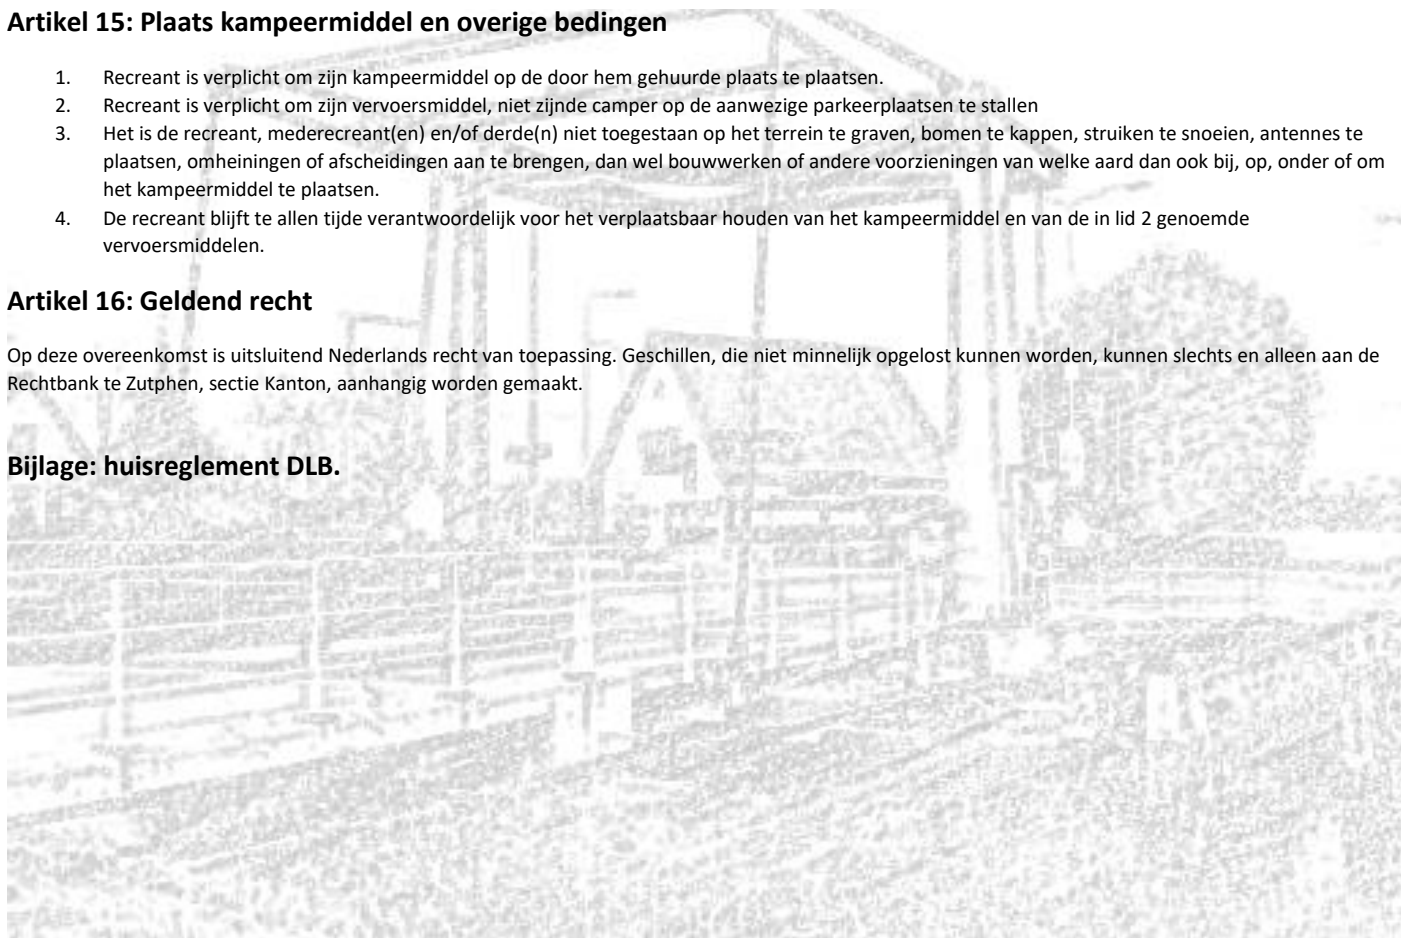 Artikel 15: Plaats kampeermiddel en overige bedingen
1. Recreant is verplicht om zijn kampeermiddel op de door hem gehuurde plaats te plaatsen.
2. Recreant is verplicht om zijn vervoersmiddel, niet zijnde camper op de aanwezige parkeerplaatsen te stallen
3. Het is de recreant, mederecreant(en) en/of derde(n) niet toegestaan op het terrein te graven, bomen te kappen, struiken te snoeien, antennes te
plaatsen, omheiningen of afscheidingen aan te brengen, dan wel bouwwerken of andere voorzieningen van welke aard dan ook bij, op, onder of om
het kampeermiddel te plaatsen.
4. De recreant blijft te allen tijde verantwoordelijk voor het verplaatsbaar houden van het kampeermiddel en van de in lid 2 genoemde
vervoersmiddelen.
Artikel 16: Geldend recht
Op deze overeenkomst is uitsluitend Nederlands recht van toepassing. Geschillen, die niet minnelijk opgelost kunnen worden, kunnen slechts en alleen aan de
Rechtbank te Zutphen, sectie Kanton, aanhangig worden gemaakt.
Bijlage: huisreglement DLB.